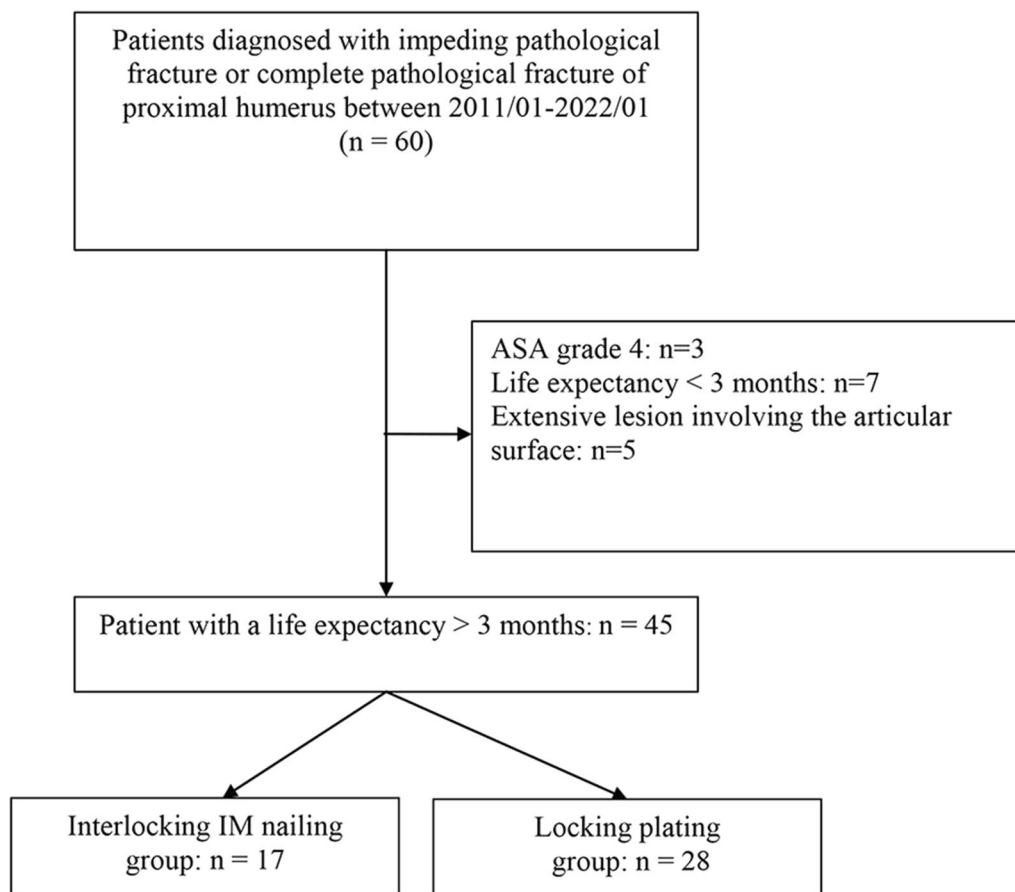 Patients diagnosed with impeding pathological
fracture or complete pathological fracture of
proximal humerus between 2011/01-2022/01
(n = 60)
ASA grade 4: n=3
Life expectancy < 3 months: n=7
Extensive lesion involving the articular
surface: n=5
Patient with a life expectancy > 3 months: n = 45
Interlocking IM nailing
group: n = 17
Locking plating
group: n = 28